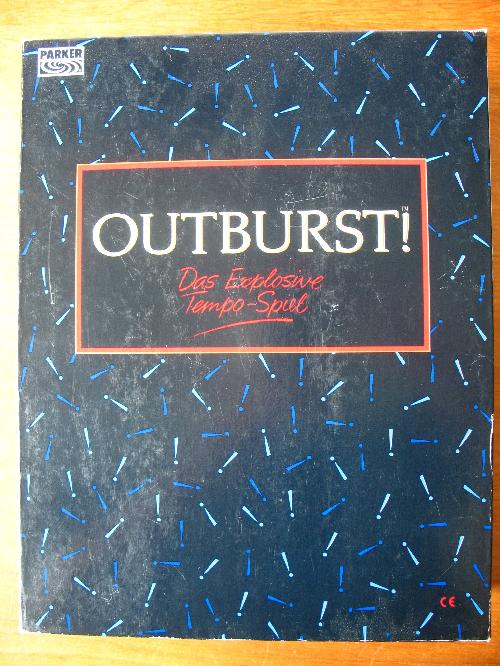 PARKER
OUTBURST!™
Das Explosive
Tempo-Spiel
CE